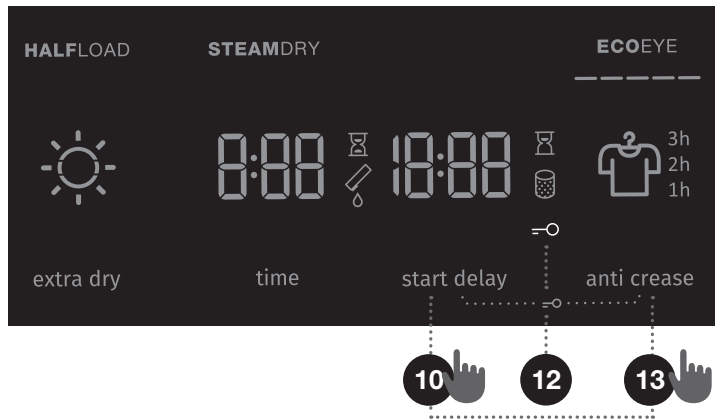 HALFLOAD
STEAMDRY
ECOEYE
8:88
18:88
3h
2h
1h
extra dry
time
start delay
anti crease
10
12
13